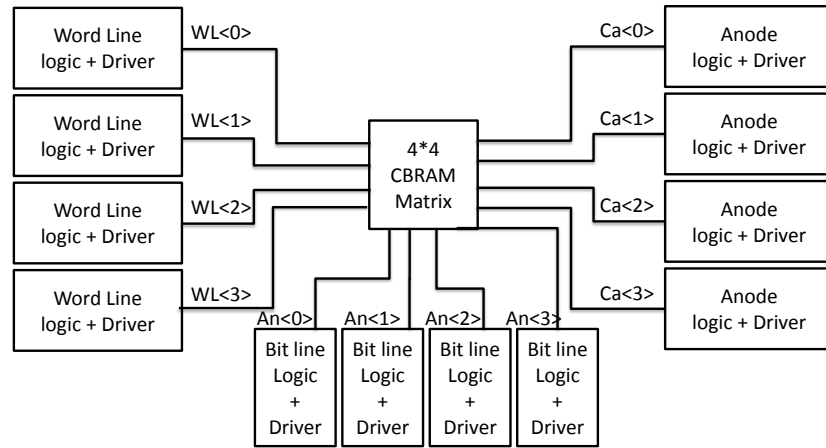 Word Line
logic + Driver
WL<0>
Word Line
logic + Driver
WL<1>
Word Line
logic + Driver
WL<2>
Word Line
logic + Driver
WL<3>
4*4
CBRAM
Matrix
Ca<0>
Anode
logic + Driver
Ca<1>
Anode
logic + Driver
Ca<2>
Anode
logic + Driver
Ca<3>
Anode
logic + Driver
An<0>
Bit line
Logic
+
Driver
An<1>
Bit line
Logic
+
Driver
An<2>
Bit line
Logic
+
Driver
An<3>
Bit line
Logic
+
Driver